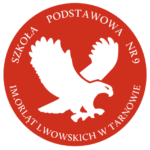 SZKOŁA PODSTAWOWA NR 9
IM.ORLĄT LWOWSKICH W TARNOWIE